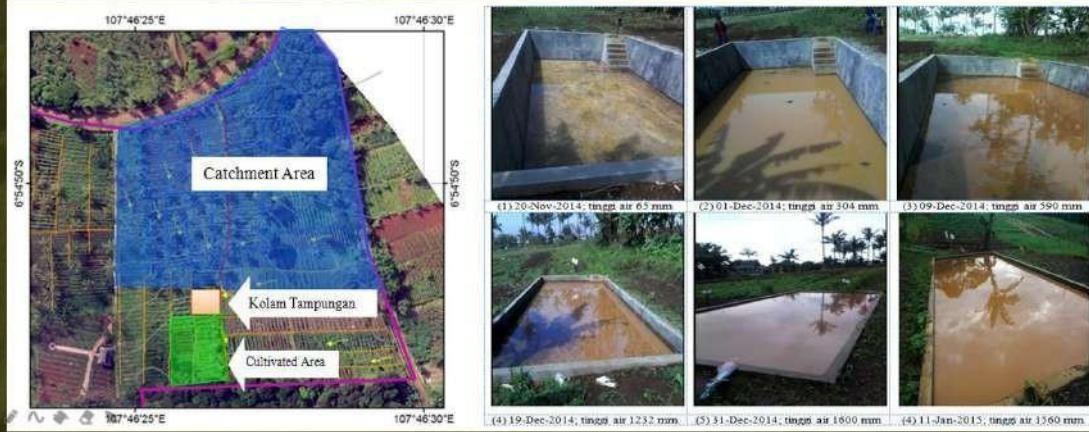 107°46'25"E
107°46'30"E
6°54'50"S
Catchment Area
Kolam Tampungan
Cultivated Area
6°54'50"S
107°46'25"E
107°46'30"E
(1) 20-Nov-2014; tinggi air 65 mm
(2) 01-Dec-2014; tinggi air 304 mm
(3) 09-Dec-2014; tinggi air 590 mm
(4) 19-Dec-2014; tinggi air 1232 mm
(5) 31-Dec-2014; tinggi air 1600 mm
(4) 11-Jan-2015; tinggi air 1560 mm